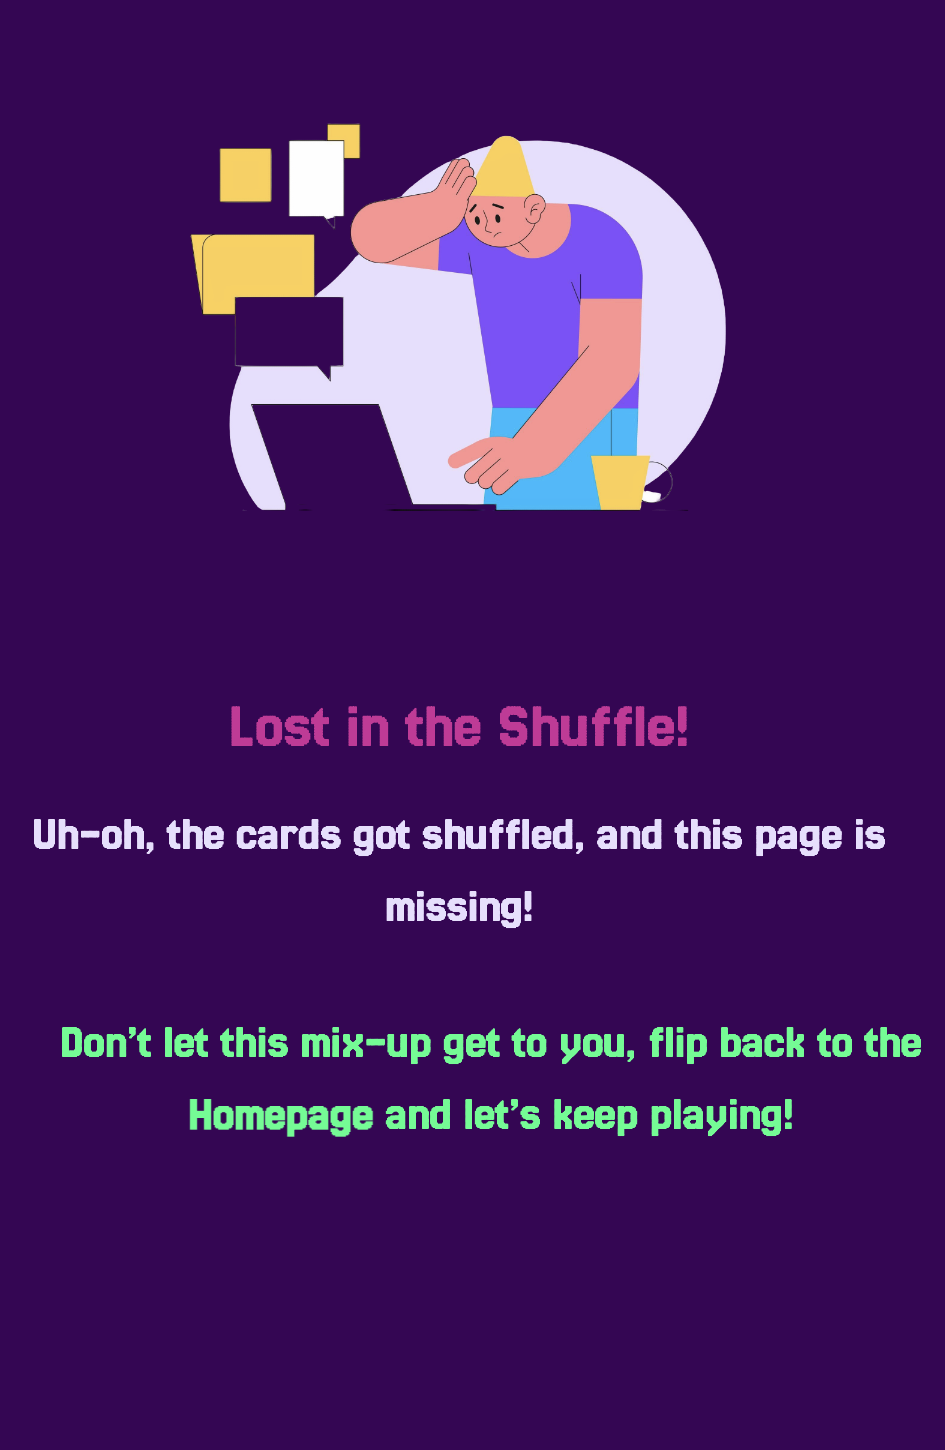 Lost in the Shuffle!
Uh-oh, the cards got shuffled, and this page is
missing!
Don't let this mix-up get to you, flip back to the
Homepage and let's keep playing!